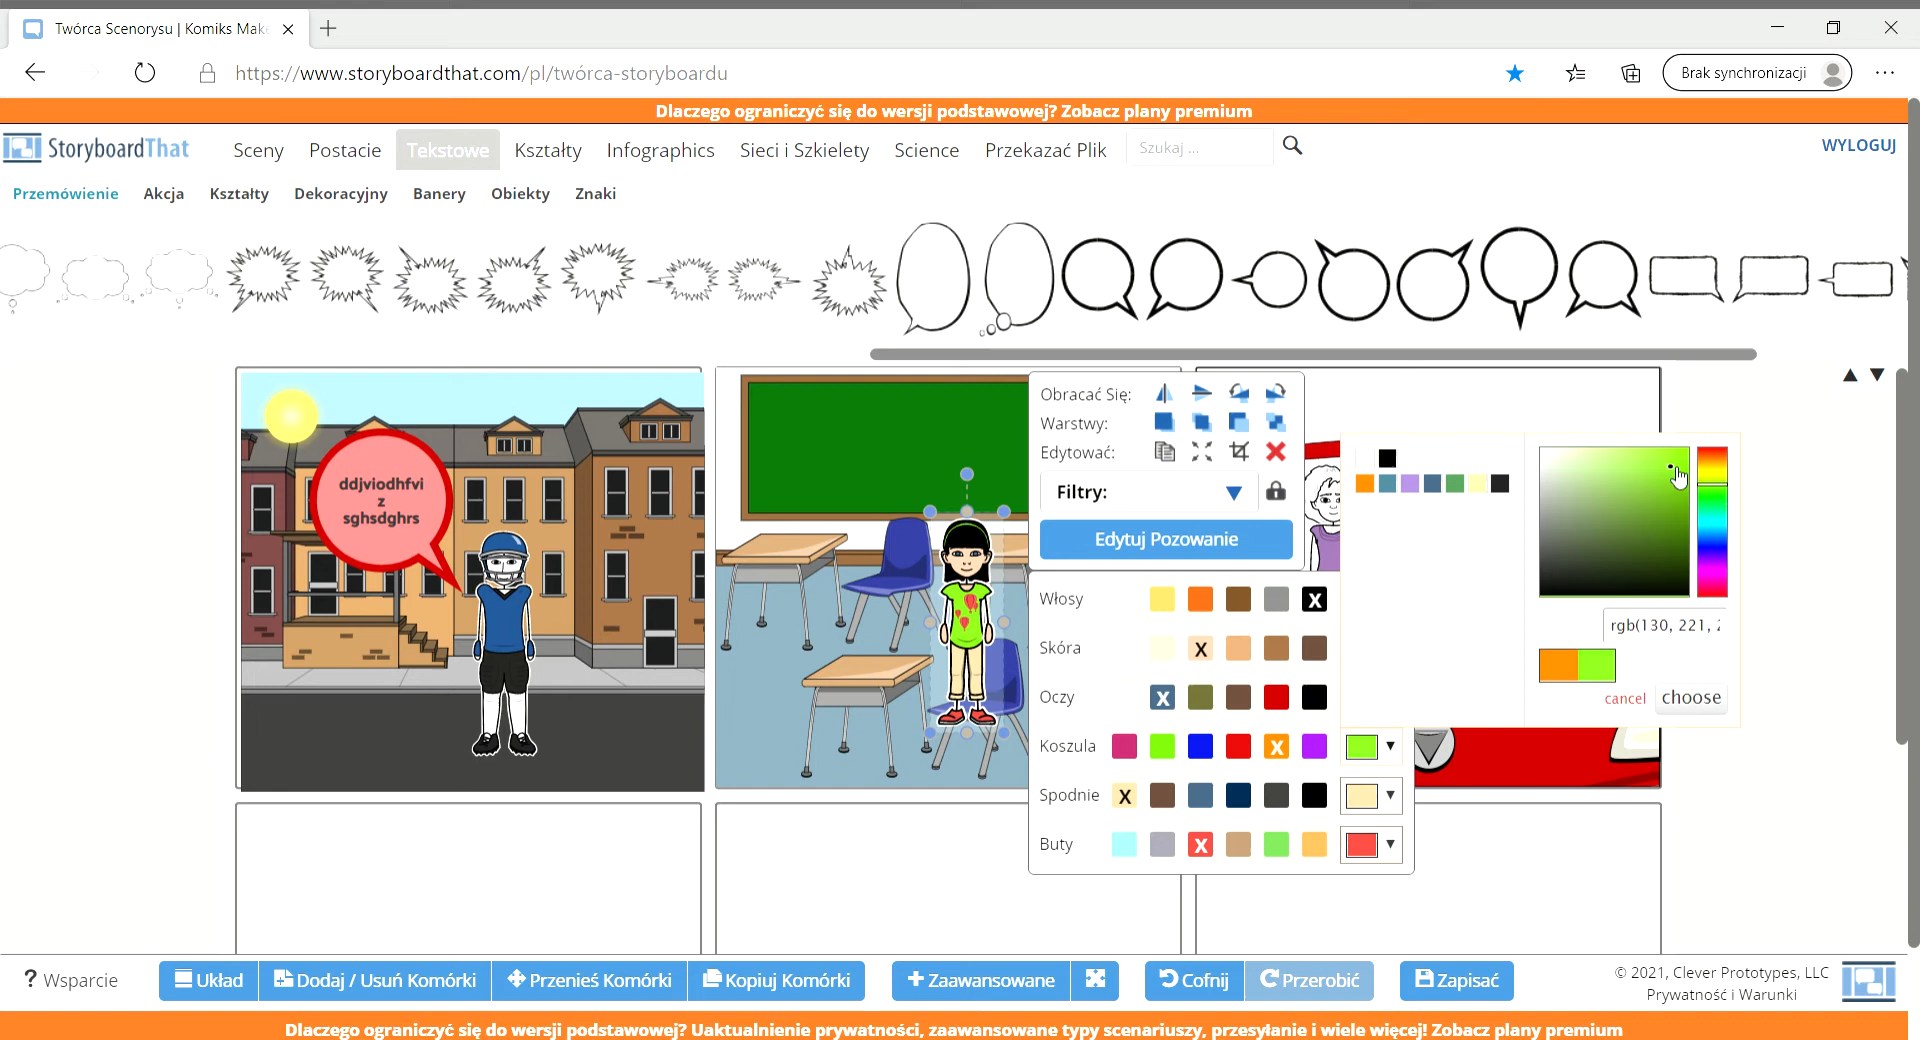 Twórca Scenorysu | Komiks Make
https://www.storyboardthat.com/pl/twórca-storyboardu
Brak synchronizacji
Dlaczego ograniczyć się do wersji podstawowej? Zobacz plany premium
StoryboardThat
Sceny
Postacie
Tekstowe
Kształty
Infographics
Sieci i Szkielety
Science
Przekazać Plik
Szukaj ...
WYLOGUJ
Przemówienie
Akcja
Kształty
Dekoracyjny
Banery
Obiekty
Znaki
ddjviodhfvi
z
sghsdghrs
Obracać Się:
Warstwy:
Edytować:
Filtry:
Edytuj Pozowanie
Włosy
X
Skóra
X
Oczy
X
Koszula
X
Spodnie
X
Buty
X
rgb(130, 221, 
cancel
choose
? Wsparcie
Układ
Dodaj / Usuń Komórki
Przenieś Komórki
Kopiuj Komórki
Zaawansowane
Cofnij
Przerobić
Zapisać
© 2021, Clever Prototypes, LLC
Prywatność i Warunki
Dlaczego ograniczyć się do wersji podstawowej? Uaktualnienie prywatności, zaawansowane typy scenariuszy, przesyłanie i wiele więcej! Zobacz plany premium